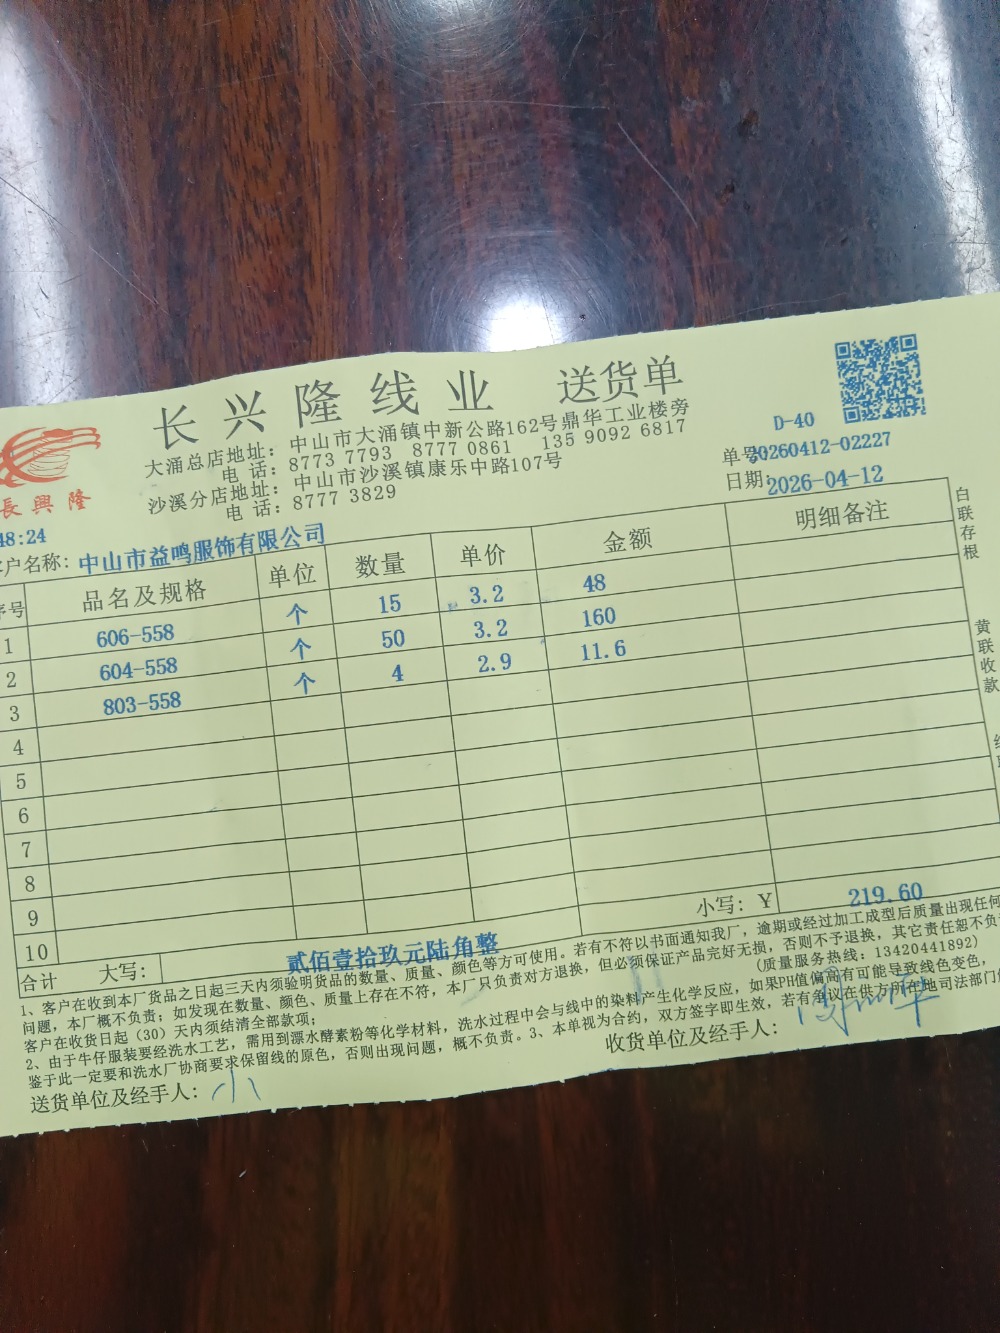 长兴隆线业 送货单
大涌总店地址：中山市大涌镇中新公路162号鼎华工业楼旁
电 话：8773 7793 8777 0861 135 9092 6817
沙溪分店地址：中山市沙溪镇康乐中路107号
电 话：8777 3829
長興隆
D-40
单号 20260412-02227
日期: 2026-04-12
48:24
户名称: 中山市益鸣服饰有限公司
序号 品名及规格 单位 数量 单价 金额 明细备注
1 606-558 个 15 3.2 48
2 604-558 个 50 3.2 160
3 803-558 个 4 2.9 11.6
4
5
6
7
8
9
10
合计 大写: 贰佰壹拾玖元陆角整 小写: Y 219.60
1、客户在收到本厂货品之日起三天内须验明货品的数量、质量、颜色等方可使用。若有不符以书面通知我厂，逾期或经过加工成型后质量出现任何
问题，本厂概不负责；如发现在数量、颜色、质量上存在不符，本厂只负责对方退换，但必须保证产品完好无损，否则不予退换，其它责任恕不负责
客户在收货日起（30）天内须结清全部款项； (质量服务热线：13420441892)
2、由于牛仔服装要经洗水工艺，需用到漂水酵素粉等化学材料，洗水过程中会与线中的染料产生化学反应，如果PH值偏高有可能导致线色变色，
鉴于此一定要和洗水厂协商要求保留线的原色，否则出现问题，概不负责。3、本单视为合约，双方签字即生效，若有争议在供方所在地司法部门
送货单位及经手人: 小
收货单位及经手人:
白联存根
黄联收款